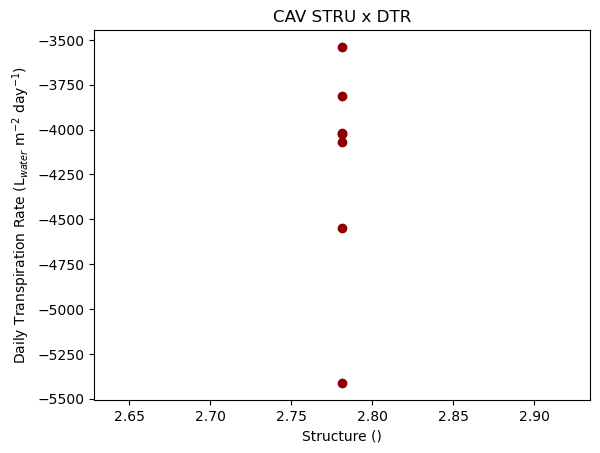 CAV STRU x DTR
Daily Transpiration Rate (L_water m⁻² day⁻¹)
−3500
−3750
−4000
−4250
−4500
−4750
−5000
−5250
−5500
2.65 2.70 2.75 2.80 2.85 2.90
Structure ()